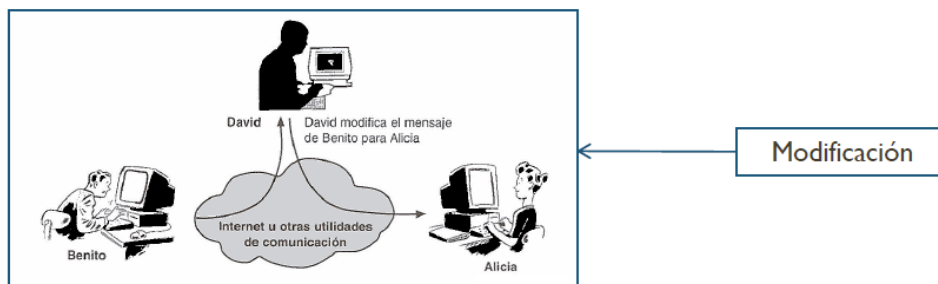 David
David modifica el mensaje
de Benito para Alicia
Modificación
Internet u otras utilidades
de comunicación
Benito
Alicia